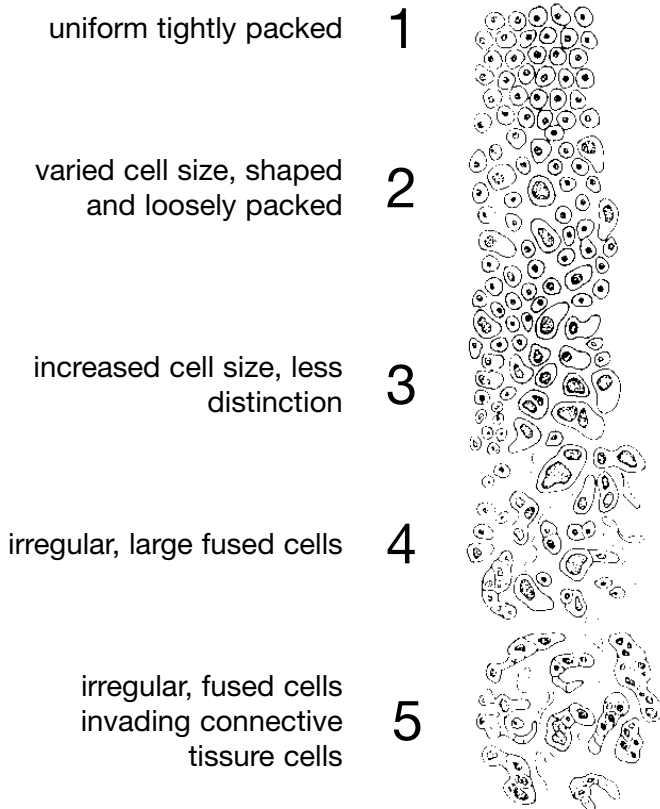 uniform tightly packed
1
varied cell size, shaped
and loosely packed
2
increased cell size, less
distinction
3
irregular, large fused cells
4
irregular, fused cells
invading connective
tissure cells
5